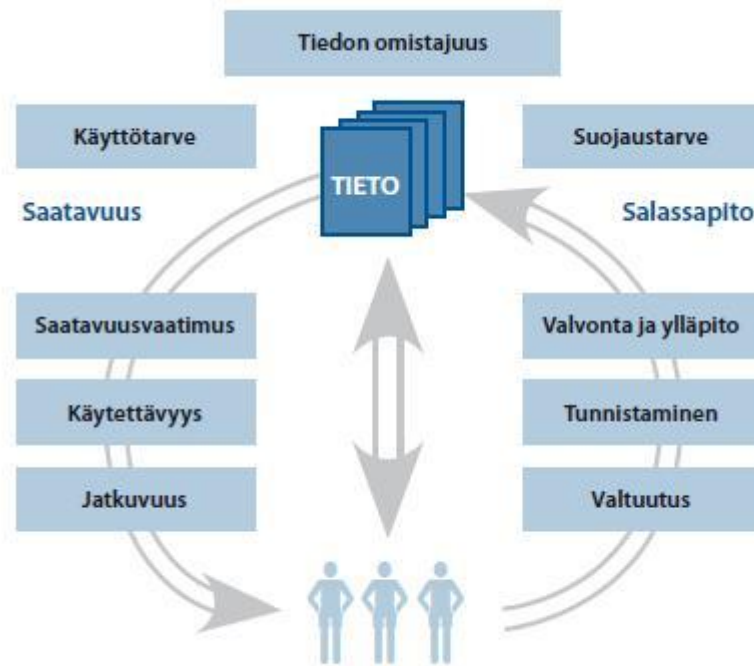 Tiedon omistajuus
Käyttötarve
Suojaustarve
TIETO
Saatavuus
Salassapito
Saatavuusvaatimus
Valvonta ja ylläpito
Käytettävyys
Tunnistaminen
Jatkuvuus
Valtuutus